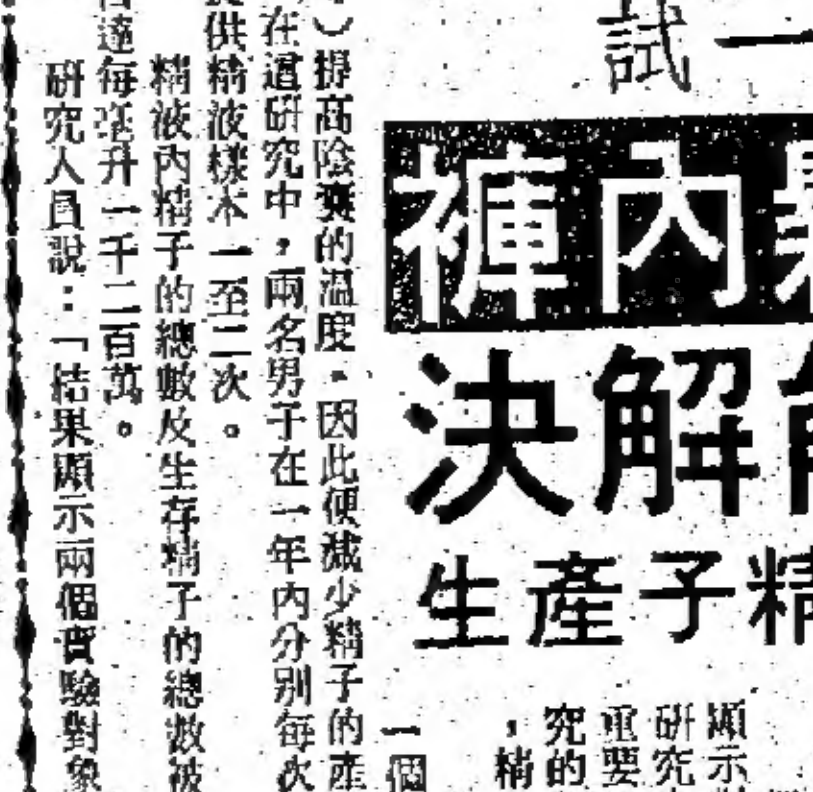 一試
內褲
解決
精子產生
顯示
研究
重要
究的
,精
一個
)提高陰囊的溫度。因此便減少精子的產
在這研究中,兩名男子在一年內分別每次
供精液樣本一至二次。
精液內精子的總數反生存精子的總數被
達每毫升一千二百萬。
研究人員說:「結果顯示兩個實驗對象